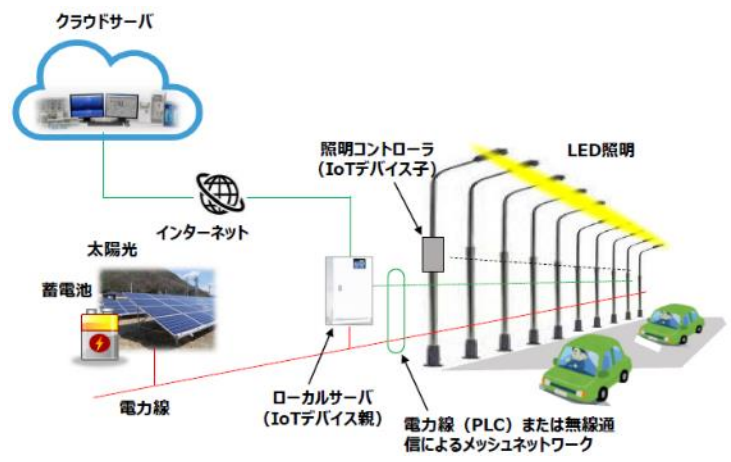 クラウドサーバ
照明コントローラ
（IoTデバイス子）
LED照明
インターネット
太陽光
蓄電池
電力線
ローカルサーバ
（IoTデバイス親）
電力線（PLC）または無線通
信によるメッシュネットワーク